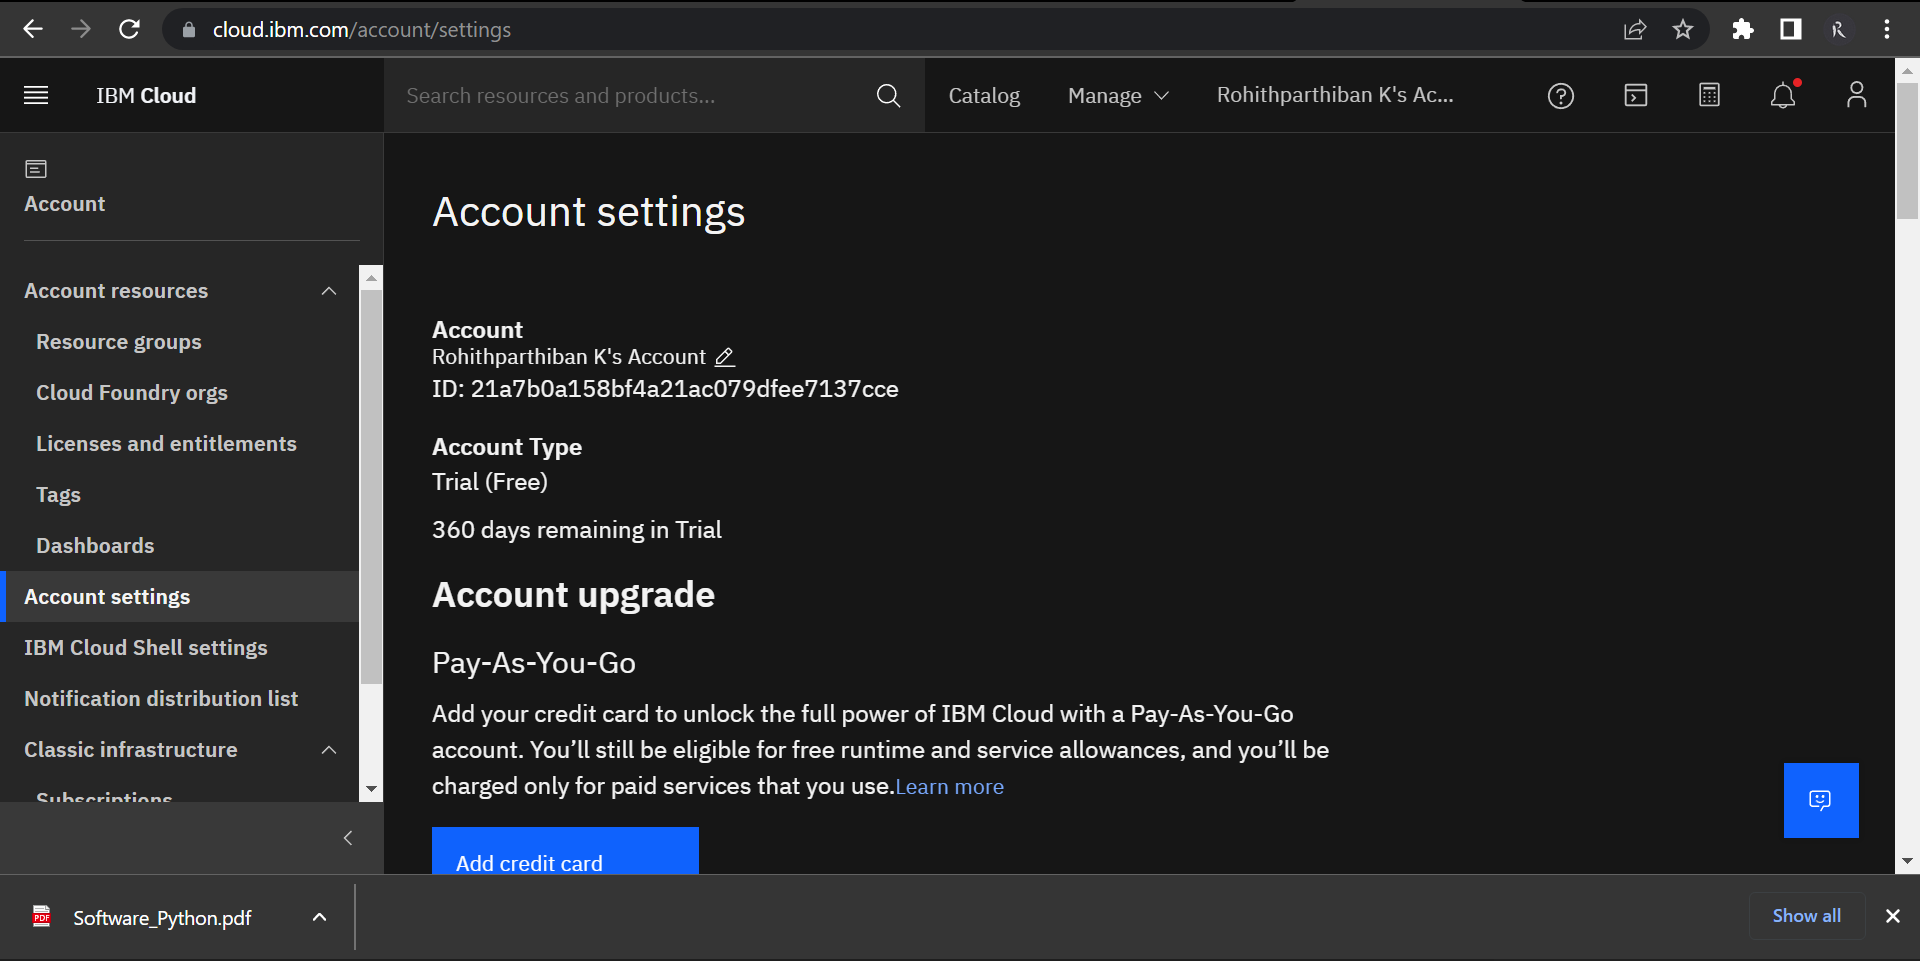 cloud.ibm.com/account/settings
IBM Cloud
Search resources and products...
Catalog
Manage
Rohithparthiban K's Ac...
Account
Account resources
Resource groups
Cloud Foundry orgs
Licenses and entitlements
Tags
Dashboards
Account settings
IBM Cloud Shell settings
Notification distribution list
Classic infrastructure
Subscriptions
Account settings
Account
Rohithparthiban K's Account
ID: 21a7b0a158bf4a21ac079dfee7137cce
Account Type
Trial (Free)
360 days remaining in Trial
Account upgrade
Pay-As-You-Go
Add your credit card to unlock the full power of IBM Cloud with a Pay-As-You-Go
account. You’ll still be eligible for free runtime and service allowances, and you’ll be
charged only for paid services that you use.Learn more
Add credit card
PDF
Software_Python.pdf
Show all